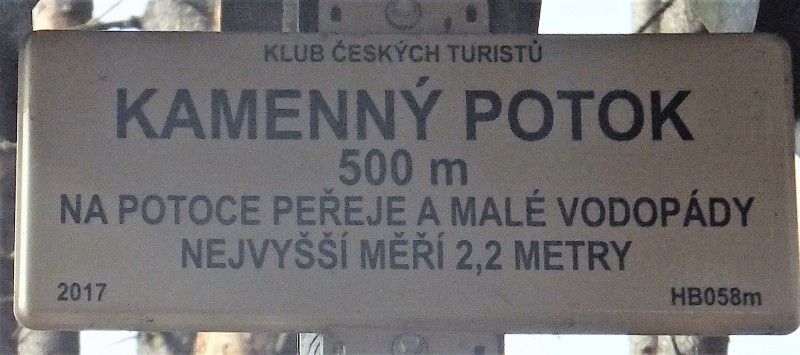 KLUB ČESKÝCH TURISTŮ
KAMENNÝ POTOK
500 m
NA POTOCE PEŘEJE A MALÉ VODOPÁDY
NEJVYŠŠÍ MĚŘÍ 2,2 METRY
2017 HB058m